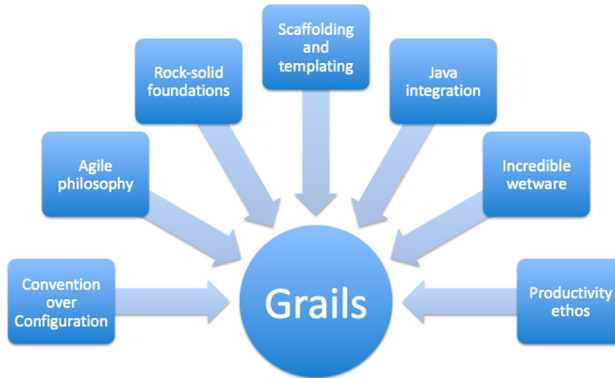 Scaffolding
and
templating
Rock-solid
foundations
Java
integration
Agile
philosophy
Incredible
wetware
Convention
over
Configuration
Grails
Productivity
ethos